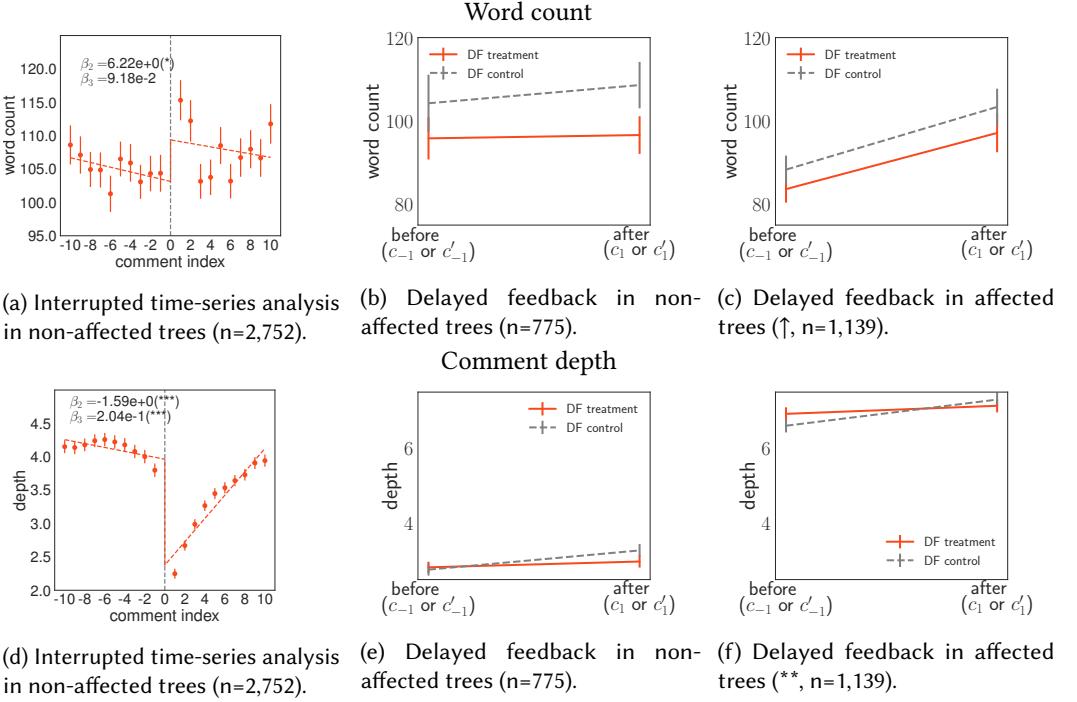 Word count
120.0
115.0
110.0
105.0
100.0
95.0
word count
β₂ =6.22e+0(*)
β₃ =9.18e-2
-10 -8 -6 -4 -2 0 2 4 6 8 10
comment index
120
100
80
word count
DF treatment
DF control
before
(c₋₁ or c′₋₁)
after
(c₁ or c′₁)
120
100
80
word count
DF treatment
DF control
before
(c₋₁ or c′₋₁)
after
(c₁ or c′₁)
(a) Interrupted time-series analysis
in non-affected trees (n=2,752).
(b) Delayed feedback in non-
affected trees (n=775).
(c) Delayed feedback in affected
trees (↑, n=1,139).
Comment depth
4.5
4.0
3.5
3.0
2.5
2.0
depth
β₂ =-1.59e+0(***)
β₃ =2.04e-1(***)
-10 -8 -6 -4 -2 0 2 4 6 8 10
comment index
6
4
depth
DF treatment
DF control
before
(c₋₁ or c′₋₁)
after
(c₁ or c′₁)
6
4
depth
DF treatment
DF control
before
(c₋₁ or c′₋₁)
after
(c₁ or c′₁)
(d) Interrupted time-series analysis
in non-affected trees (n=2,752).
(e) Delayed feedback in non-
affected trees (n=775).
(f) Delayed feedback in affected
trees (**, n=1,139).